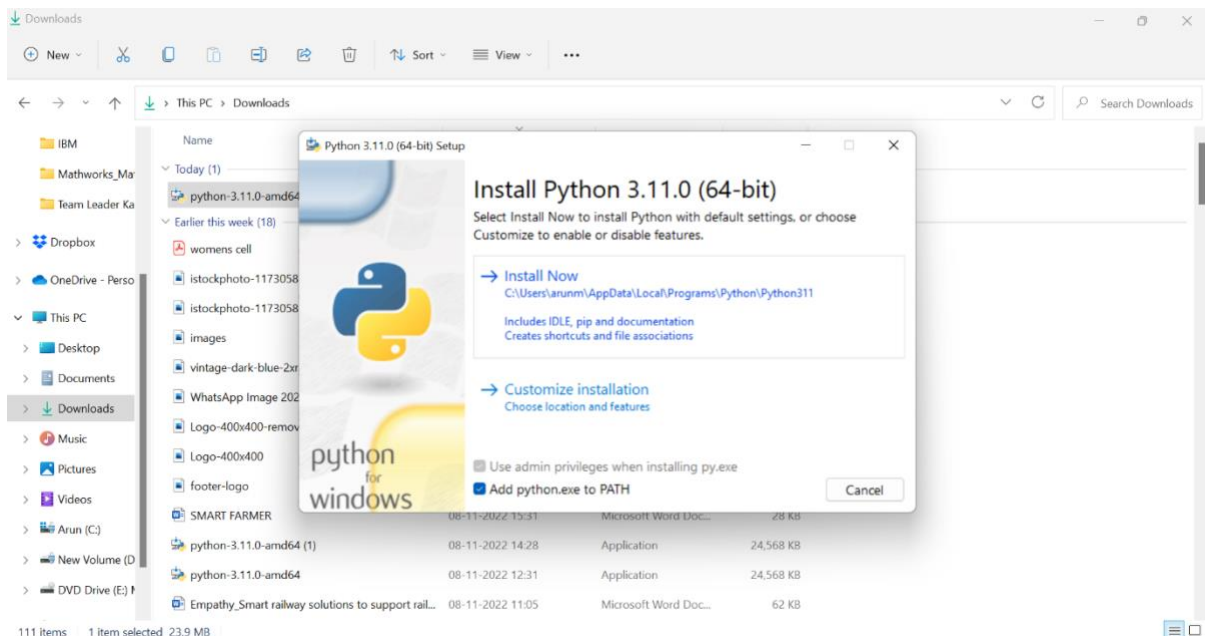 Downloads
New
Sort
View
This PC > Downloads
Search Downloads
IBM
Mathworks_Ma
Team Leader Ka
Dropbox
OneDrive - Perso
This PC
Desktop
Documents
Downloads
Music
Pictures
Videos
Arun (C:)
New Volume (D
DVD Drive (E:) M
Name
Today (1)
python-3.11.0-amd64
Earlier this week (18)
womens cell
istockphoto-1173058
istockphoto-1173058
images
vintage-dark-blue-2xr
WhatsApp Image 202
Logo-400x400-remov
Logo-400x400
footer-logo
SMART FARMER 08-11-2022 15:31 Microsoft Word Doc... 28 KB
python-3.11.0-amd64 (1) 08-11-2022 14:28 Application 24,568 KB
python-3.11.0-amd64 08-11-2022 12:31 Application 24,568 KB
Empathy_Smart railway solutions to support rail... 08-11-2022 11:05 Microsoft Word Doc... 62 KB
Python 3.11.0 (64-bit) Setup
Install Python 3.11.0 (64-bit)
Select Install Now to install Python with default settings, or choose
Customize to enable or disable features.
Install Now
C:\Users\arunm\AppData\Local\Programs\Python\Python311
Includes IDLE, pip and documentation
Creates shortcuts and file associations
Customize installation
Choose location and features
Use admin privileges when installing py.exe
Add python.exe to PATH
Cancel
python
for
windows
111 items 1 item selected 23.9 MB